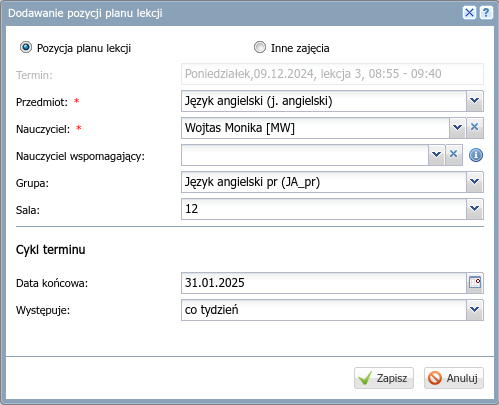 Dodawanie pozycji planu lekcji
Pozycja planu lekcji Inne zajęcia
Termin: Poniedziałek,09.12.2024, lekcja 3, 08:55 - 09:40
Przedmiot: * Język angielski (j. angielski)
Nauczyciel: * Wojtas Monika [MW]
Nauczyciel wspomagający:
Grupa: Język angielski pr (JA_pr)
Sala: 12
Cykl terminu
Data końcowa: 31.01.2025
Występuje: co tydzień
Zapisz Anuluj